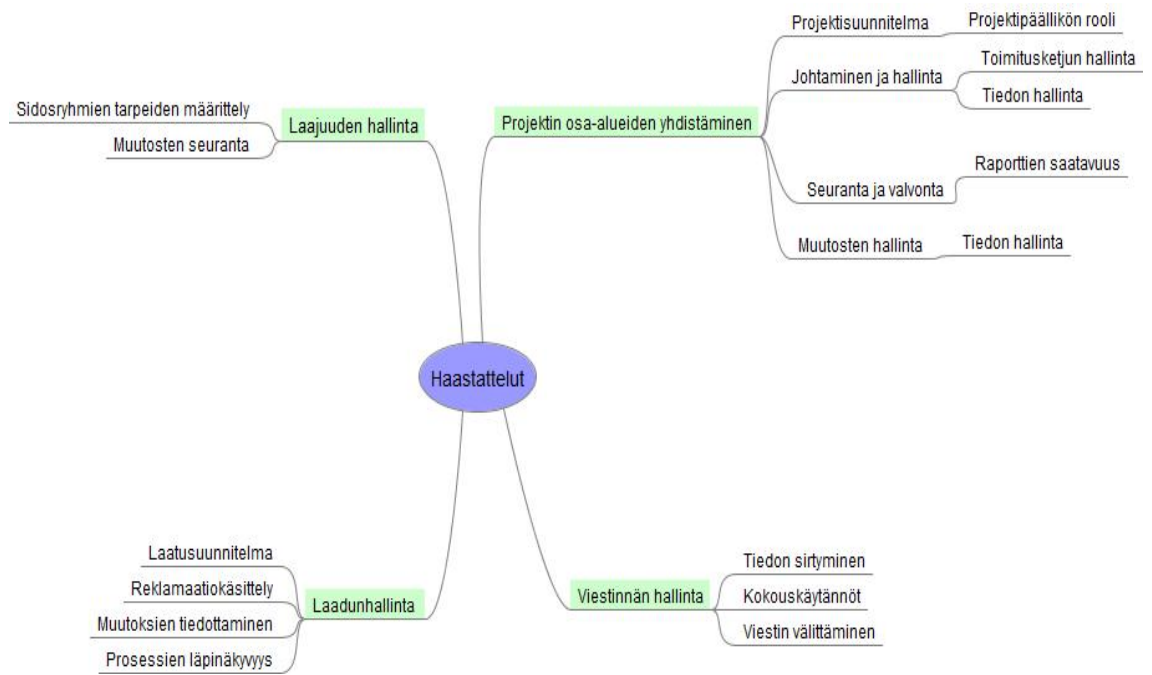 Haastattelut
Laajuuden hallinta
Sidosryhmien tarpeiden määrittely
Muutosten seuranta
Projektin osa-alueiden yhdistäminen
Projektisuunnitelma
Projektipäällikön rooli
Johtaminen ja hallinta
Toimitusketjun hallinta
Tiedon hallinta
Seuranta ja valvonta
Raporttien saatavuus
Muutosten hallinta
Tiedon hallinta
Laadunhallinta
Laatusuunnitelma
Reklamaatiokäsittely
Muutoksien tiedottaminen
Prosessien läpinäkyvyys
Viestinnän hallinta
Tiedon sirtyminen
Kokouskäytännöt
Viestin välittäminen